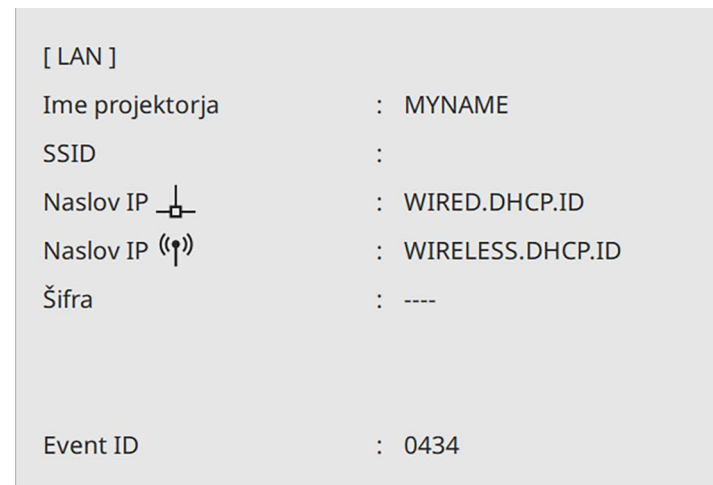 [ LAN ]
Ime projektorja : MYNAME
SSID :
Naslov IP : WIRED.DHCP.ID
Naslov IP : WIRELESS.DHCP.ID
Šifra : ----
Event ID : 0434